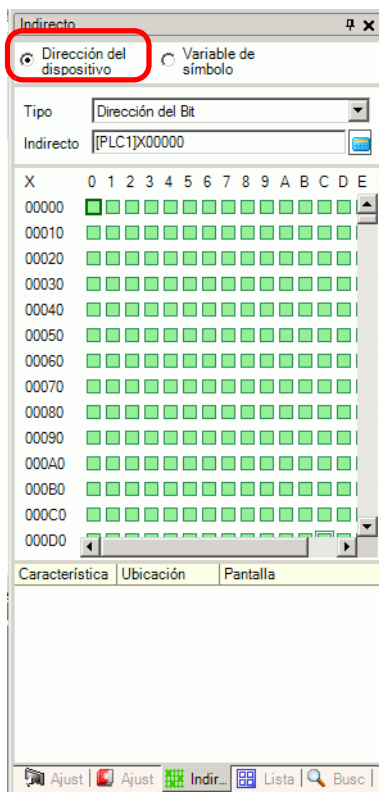 Indirecto
Dirección del dispositivo
Variable de símbolo
Tipo Dirección del Bit
Indirecto [PLC1]X00000
X 0 1 2 3 4 5 6 7 8 9 A B C D E
00000
00010
00020
00030
00040
00050
00060
00070
00080
00090
000A0
000B0
000C0
000D0
Característica Ubicación Pantalla
Ajust Ajust Indir... Lista Busc